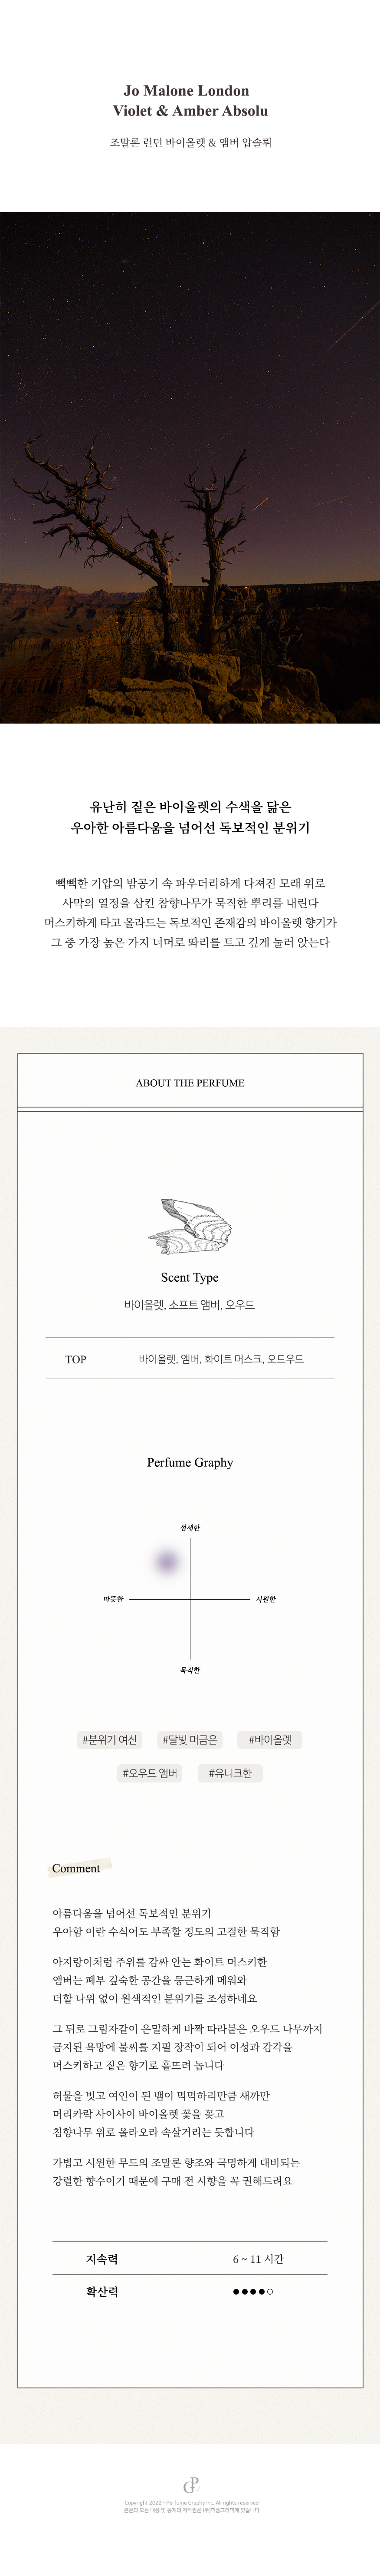 Jo Malone London
Violet & Amber Absolu
조말론 런던 바이올렛 & 앰버 압솔뤼
유난히 짙은 바이올렛의 수색을 닮은
우아한 아름다움을 넘어선 독보적인 분위기
빽빽한 기압의 밤공기 속 파우더리하게 다져진 모래 위로
사막의 열정을 삼킨 참향나무가 묵직한 뿌리를 내린다
머스키하게 타고 올라드는 독보적인 존재감의 바이올렛 향기가
그 중 가장 높은 가지 너머로 똬리를 트고 깊게 눌러 앉는다
ABOUT THE PERFUME
Scent Type
바이올렛, 소프트 앰버, 오우드
TOP 바이올렛, 앰버, 화이트 머스크, 오드우드
Perfume Graphy
섬세한
따뜻한
시원한
묵직한
#분위기 여신 #달빛 머금은 #바이올렛
#오우드 앰버 #유니크한
Comment
아름다움을 넘어선 독보적인 분위기
우아함 이란 수식어도 부족할 정도의 고결한 묵직함
아지랑이처럼 주위를 감싸 안는 화이트 머스키한
앰버는 폐부 깊숙한 공간을 뭉근하게 메워와
더할 나위 없이 원색적인 분위기를 조성하네요
그 뒤로 그림자같이 은밀하게 바짝 따라붙은 오우드 나무까지
금지된 욕망에 불씨를 지필 장작이 되어 이성과 감각을
머스키하고 짙은 향기로 흩뜨려 놉니다
허물을 벗고 여인이 된 뱀이 먹먹하리만큼 새까만
머리카락 사이사이 바이올렛 꽃을 꽂고
침향나무 위로 올라오라 속살거리는 듯합니다
가볍고 시원한 무드의 조말론 향조와 극명하게 대비되는
강렬한 향수이기 때문에 구매 전 시향을 꼭 권해드려요
지속력 6 ~ 11 시간
확산력 ●●●●○
GP
Copyright 2022 - Perfume Graphy Inc. All rights reserved
본문의 모든 내용 및 통계의 저작권은 (주)퍼퓸그라피에 있습니다